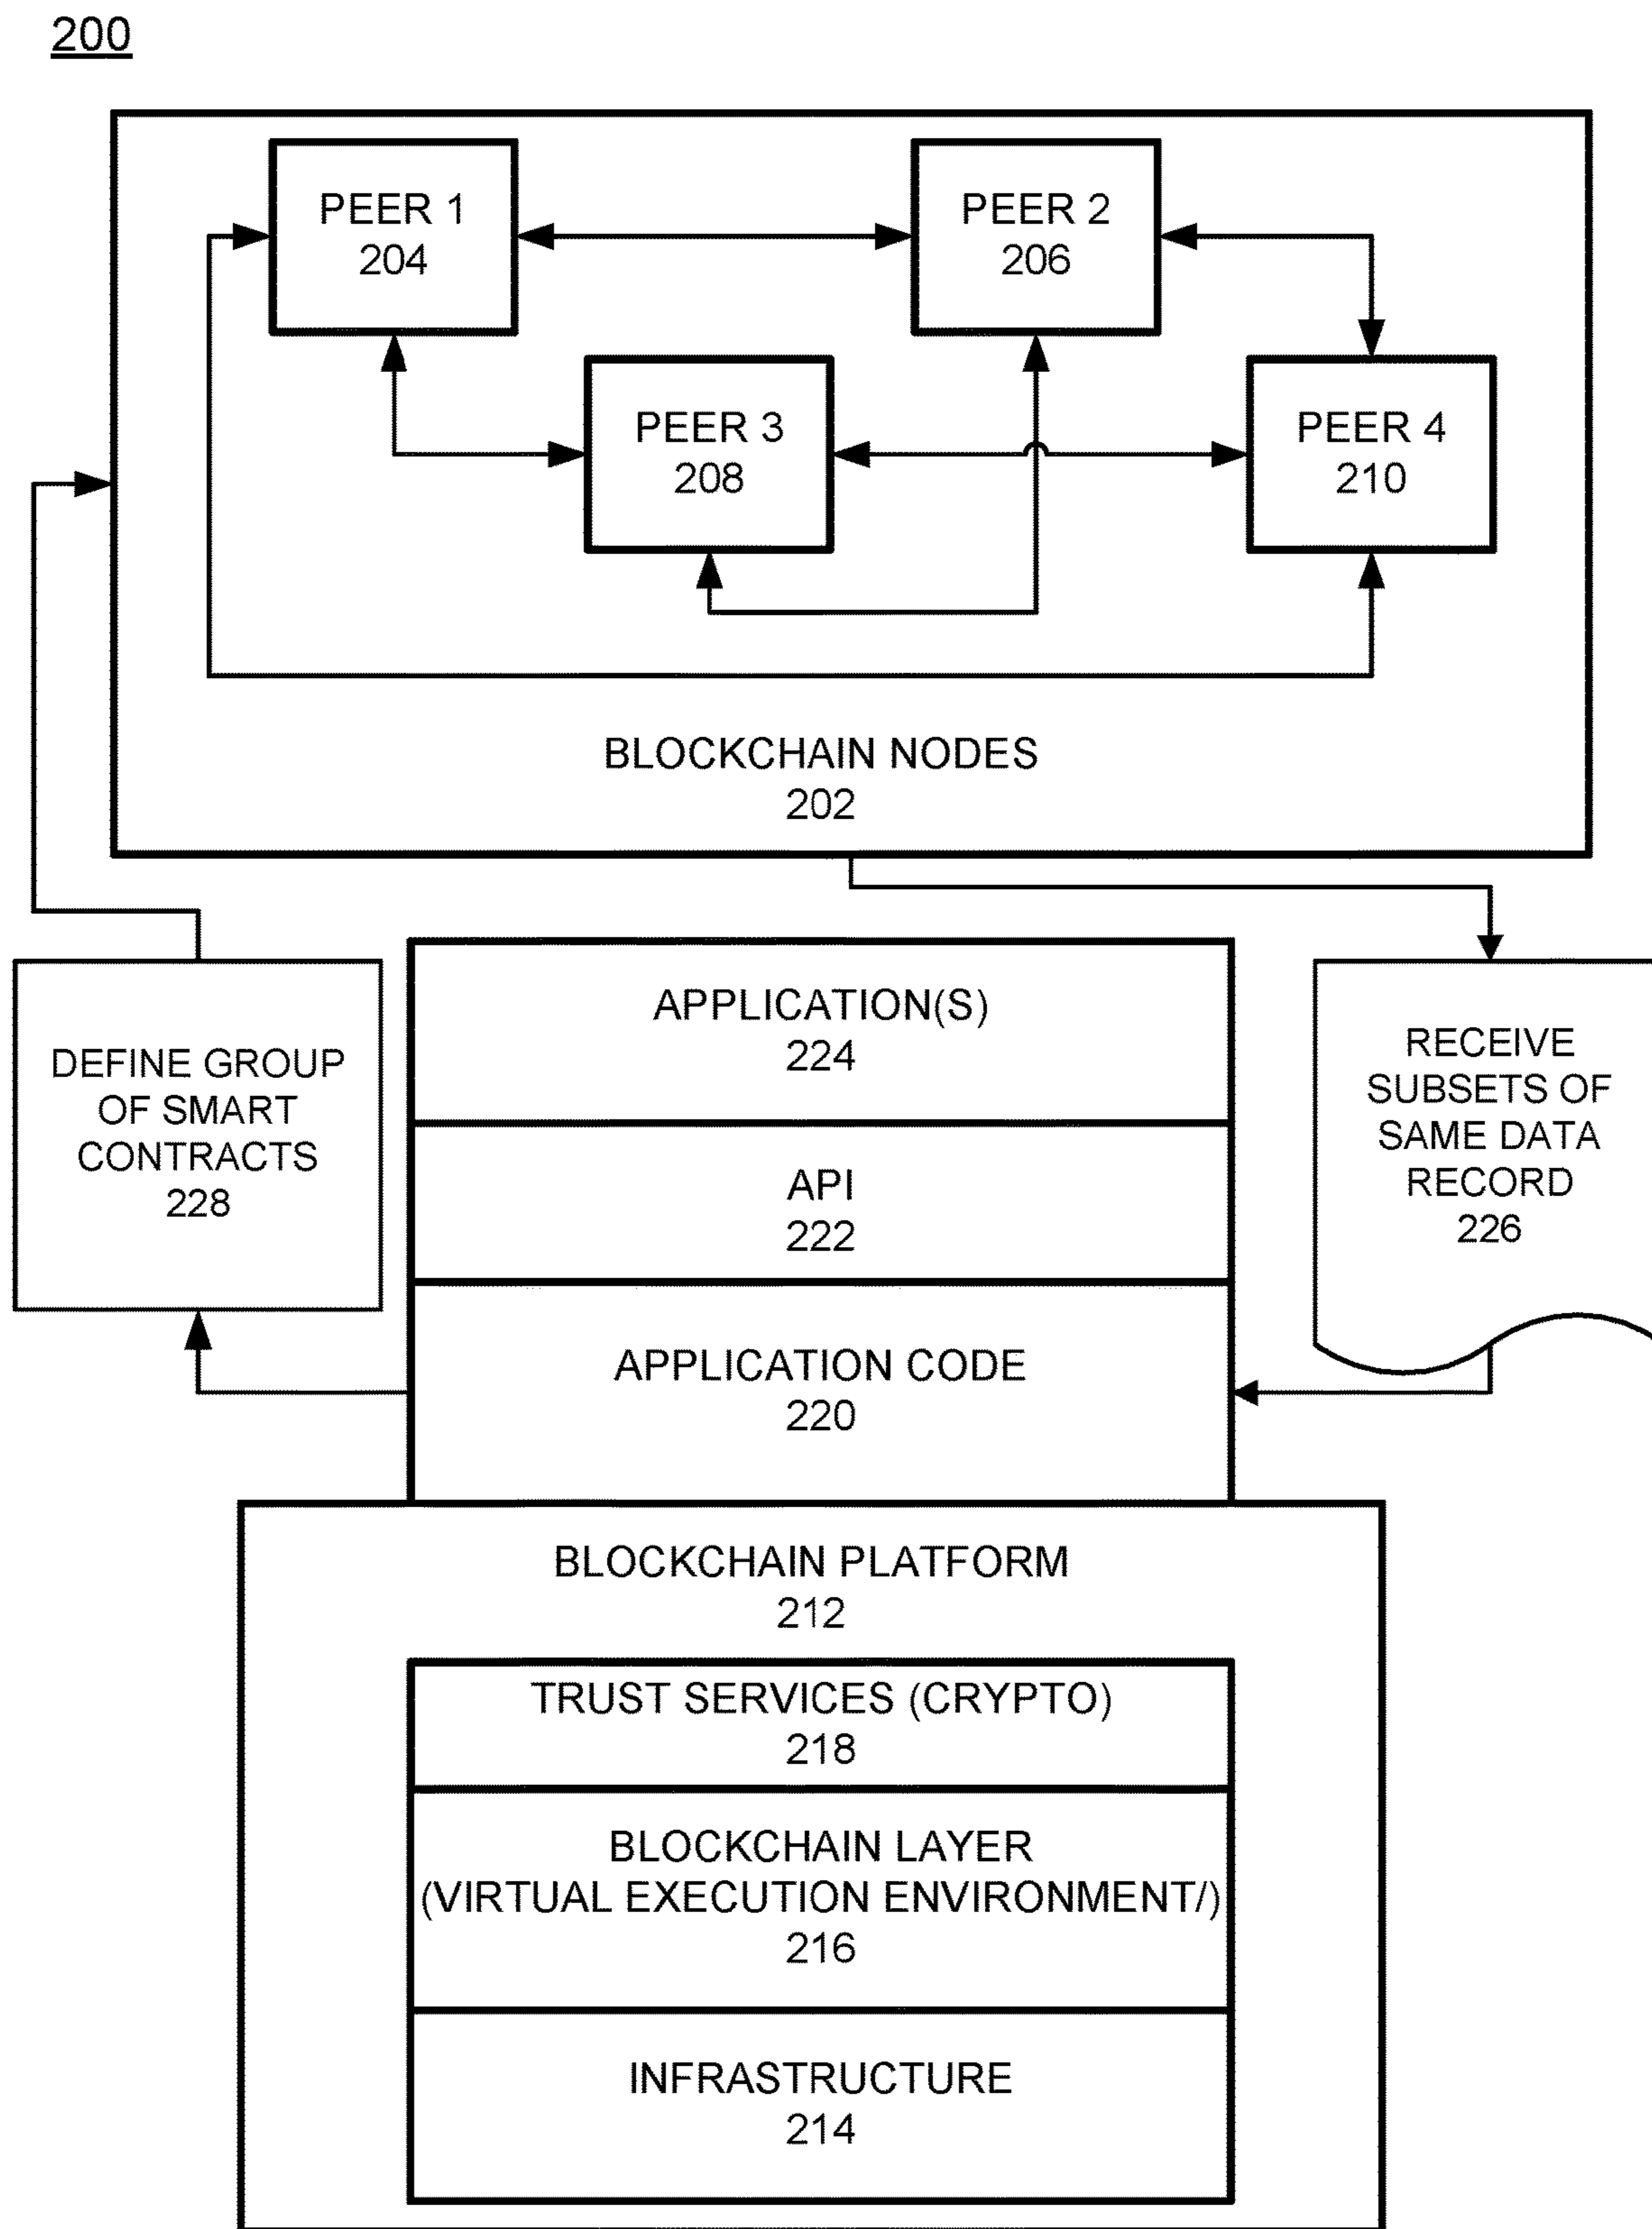 200
PEER 1
204
PEER 2
206
PEER 3
208
PEER 4
210
BLOCKCHAIN NODES
202
DEFINE GROUP
OF SMART
CONTRACTS
228
APPLICATION(S)
224
API
222
APPLICATION CODE
220
RECEIVE
SUBSETS OF
SAME DATA
RECORD
226
BLOCKCHAIN PLATFORM
212
TRUST SERVICES (CRYPTO)
218
BLOCKCHAIN LAYER
(VIRTUAL EXECUTION ENVIRONMENT/)
216
INFRASTRUCTURE
214